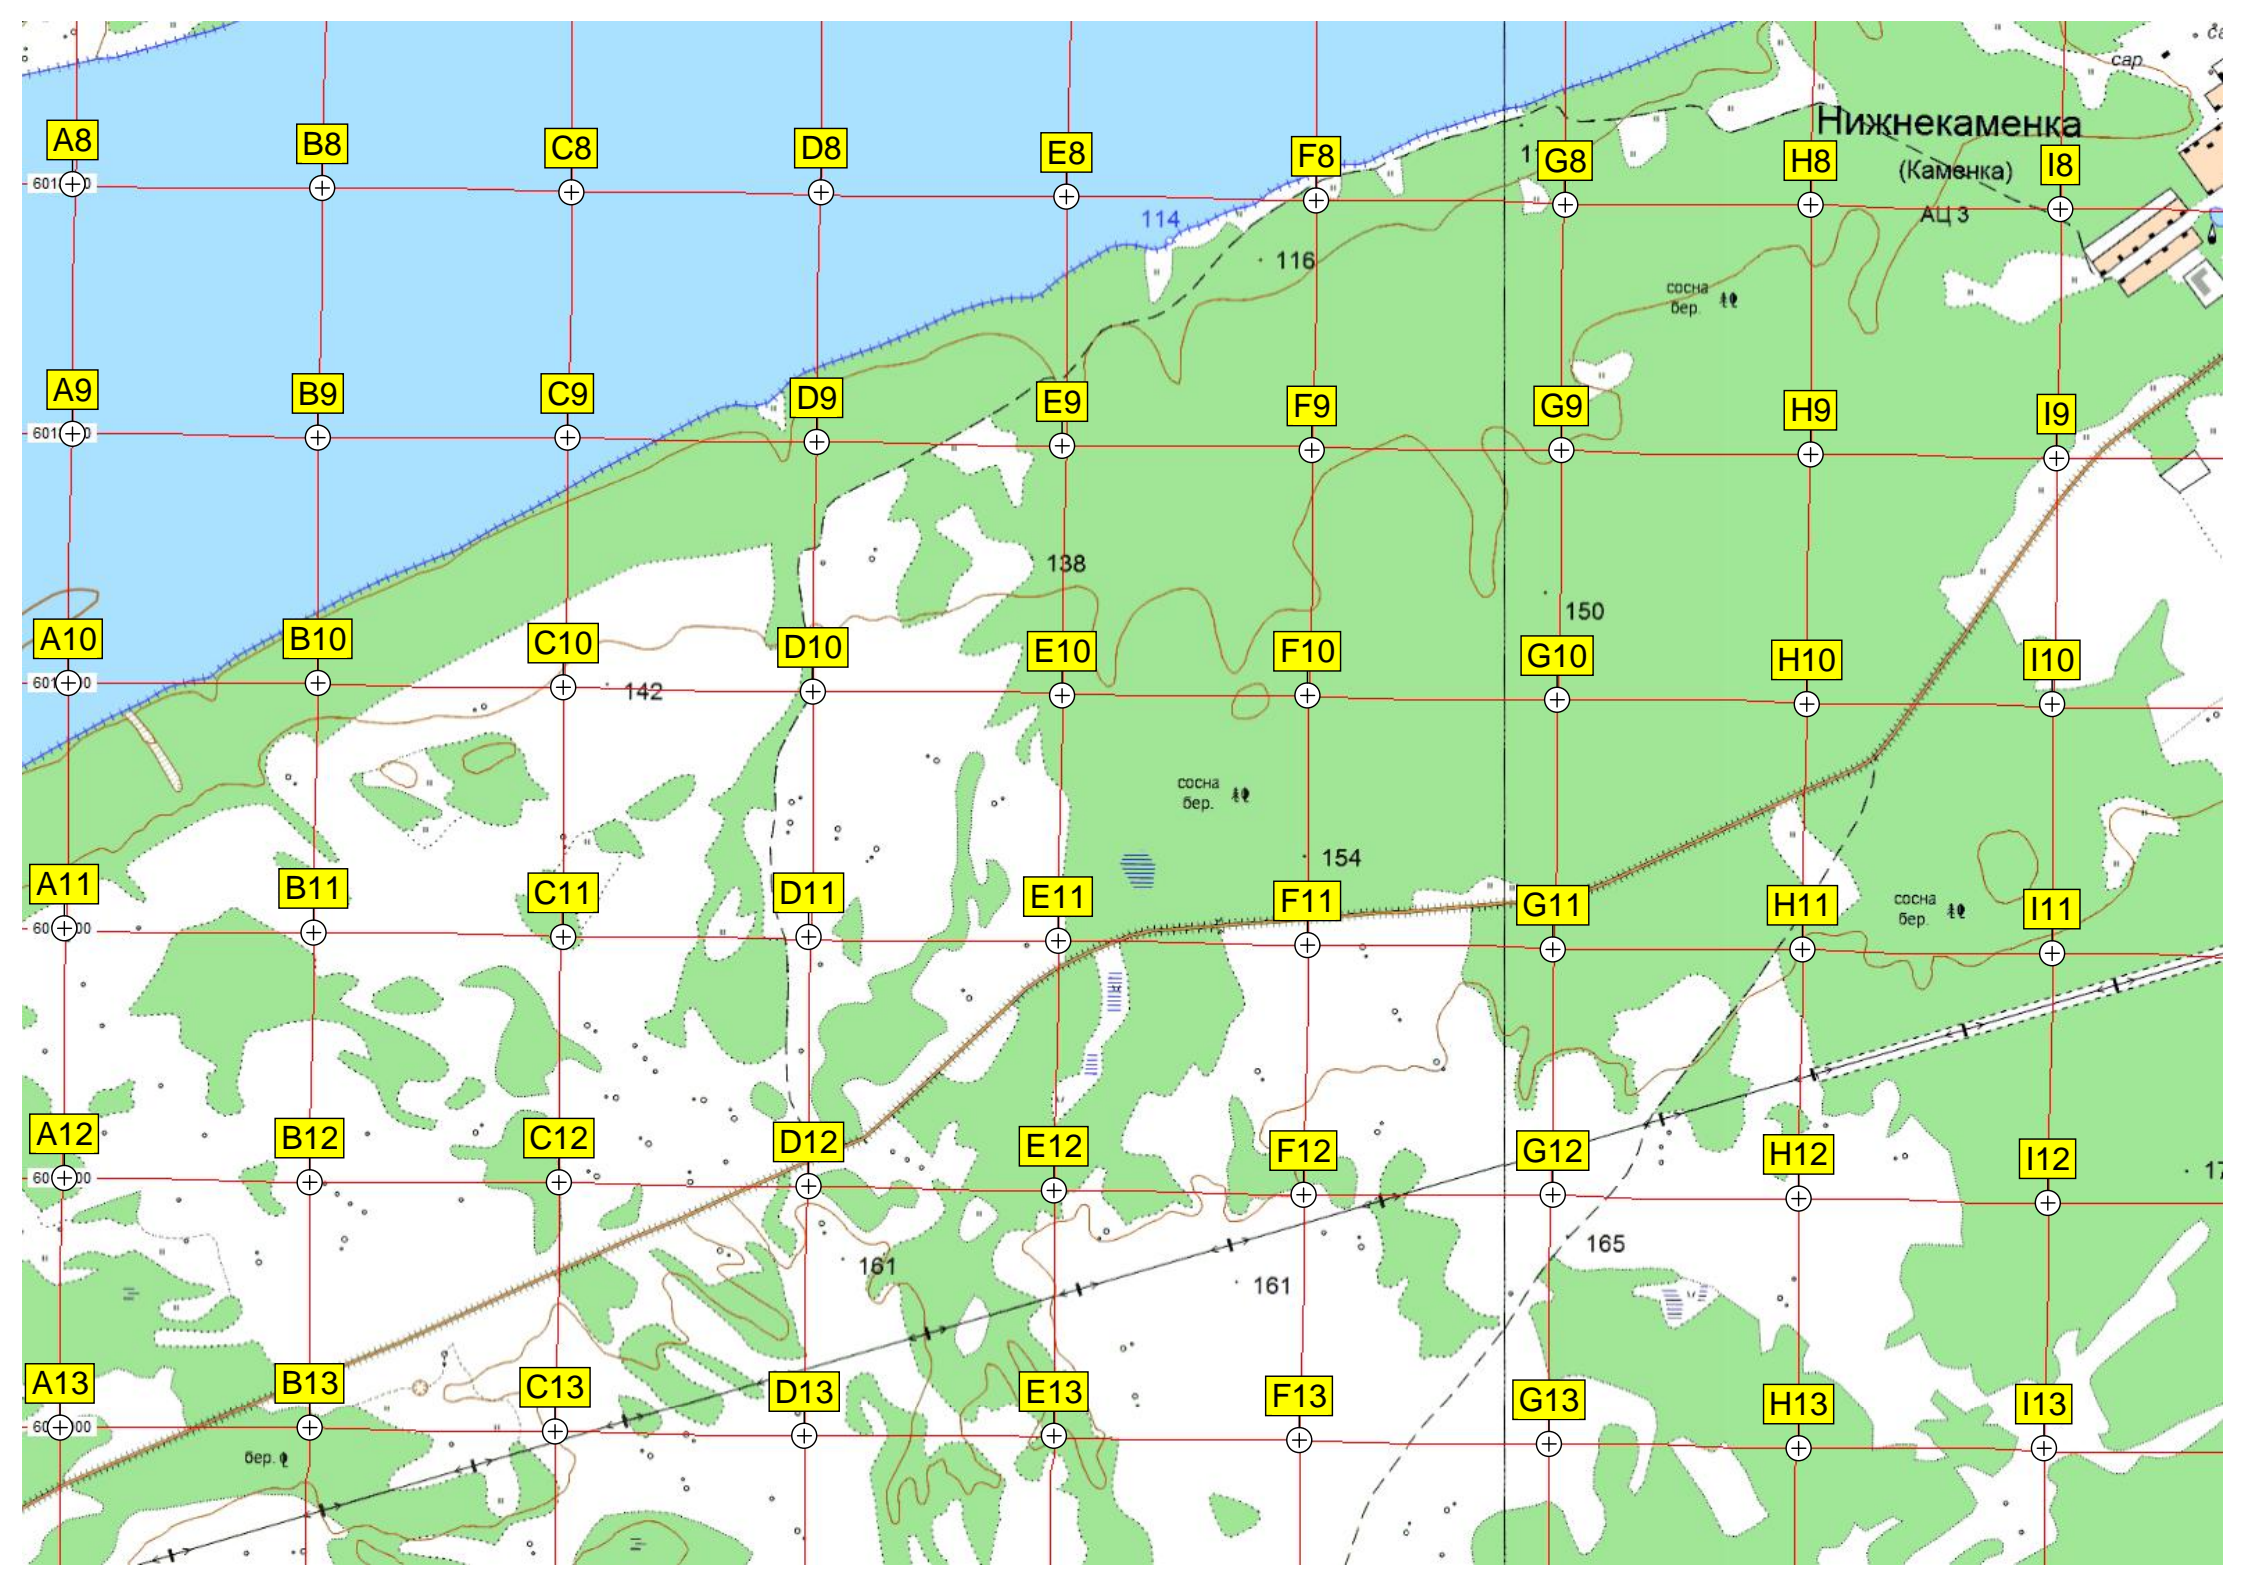 сар.
Нижнекаменка
A8
B8
C8
D8
E8
F8
G8
H8
(Каменка)
I8
114
АЦ 3
116
сосна
бер.
A9
B9
C9
D9
E9
F9
G9
H9
I9
138
150
A10
B10
C10
D10
E10
F10
G10
H10
I10
142
сосна
бер.
154
A11
B11
C11
D11
E11
F11
G11
H11
I11
сосна
бер.
A12
B12
C12
D12
E12
F12
G12
H12
I12
165
161
161
A13
B13
C13
D13
E13
F13
G13
H13
I13
бер.